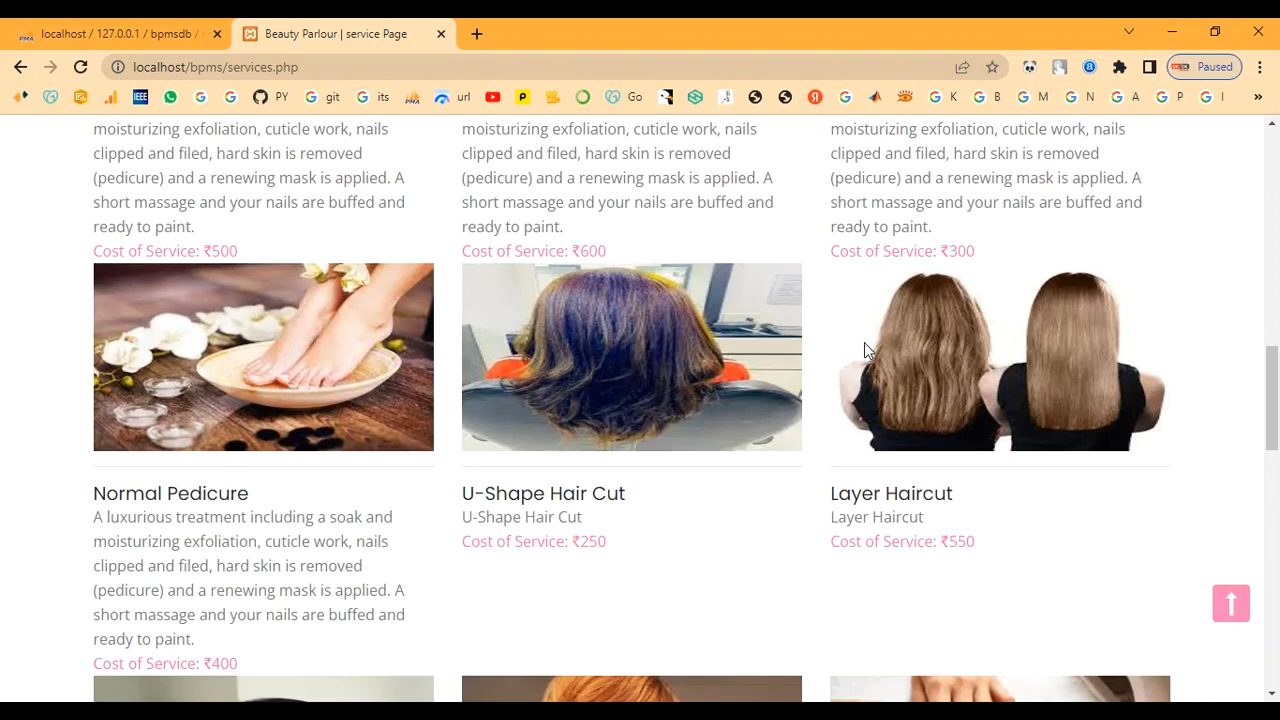 localhost / 127.0.0.1 / bpmsdb /
Beauty Parlour | service Page
localhost/bpms/services.php
Paused
IEEE
PY
git
its
PMA
url
Go
K
B
M
N
A
P
I
moisturizing exfoliation, cuticle work, nails
clipped and filed, hard skin is removed
(pedicure) and a renewing mask is applied. A
short massage and your nails are buffed and
ready to paint.
Cost of Service: ₹500
moisturizing exfoliation, cuticle work, nails
clipped and filed, hard skin is removed
(pedicure) and a renewing mask is applied. A
short massage and your nails are buffed and
ready to paint.
Cost of Service: ₹600
moisturizing exfoliation, cuticle work, nails
clipped and filed, hard skin is removed
(pedicure) and a renewing mask is applied. A
short massage and your nails are buffed and
ready to paint.
Cost of Service: ₹300
Normal Pedicure
A luxurious treatment including a soak and
moisturizing exfoliation, cuticle work, nails
clipped and filed, hard skin is removed
(pedicure) and a renewing mask is applied. A
short massage and your nails are buffed and
ready to paint.
Cost of Service: ₹400
U-Shape Hair Cut
U-Shape Hair Cut
Cost of Service: ₹250
Layer Haircut
Layer Haircut
Cost of Service: ₹550